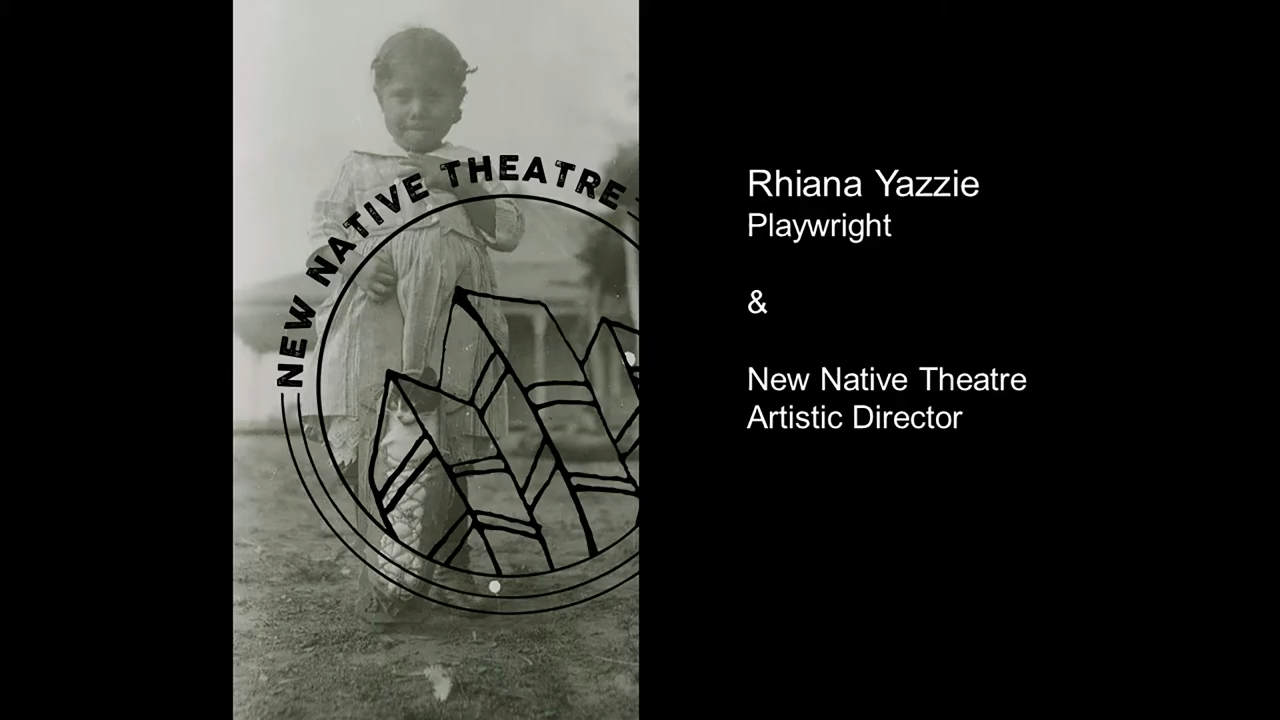 NEW NATIVE THEATRE
Rhiana Yazzie
Playwright
&
New Native Theatre
Artistic Director